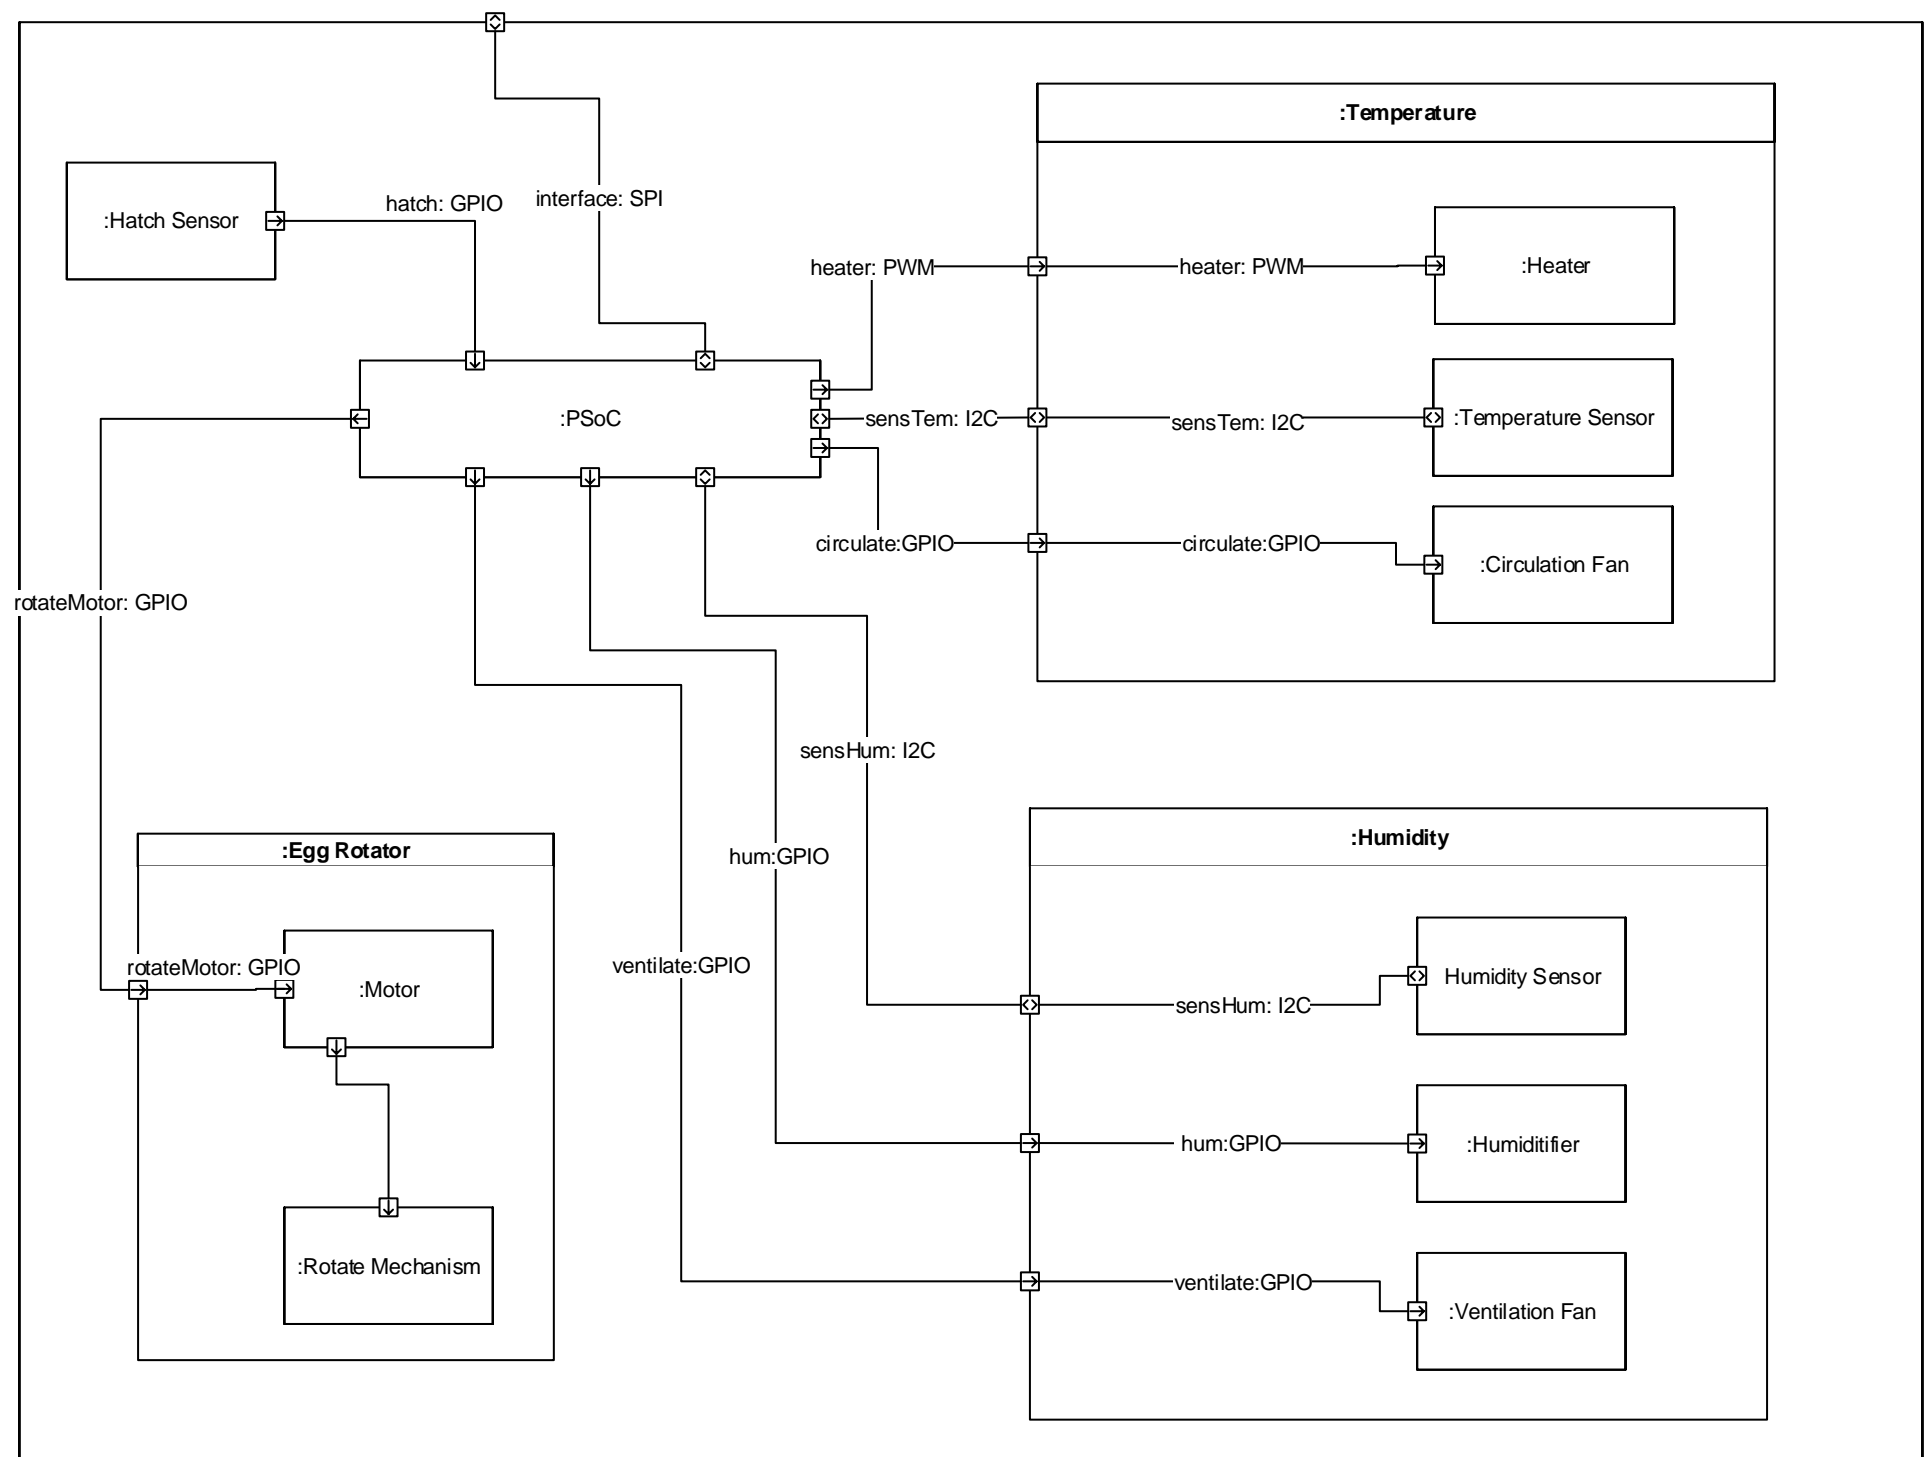 :Temperature
:Hatch Sensor
hatch: GPIO
interface: SPI
heater: PWM
heater: PWM
:Heater
:PSoC
sensTem: I2C
sensTem: I2C
:Temperature Sensor
circulate:GPIO
circulate:GPIO
:Circulation Fan
rotateMotor: GPIO
sensHum: I2C
:Humidity
:Egg Rotator
hum:GPIO
rotateMotor: GPIO
:Motor
ventilate:GPIO
sensHum: I2C
Humidity Sensor
hum:GPIO
:Humiditifier
:Rotate Mechanism
ventilate:GPIO
:Ventilation Fan